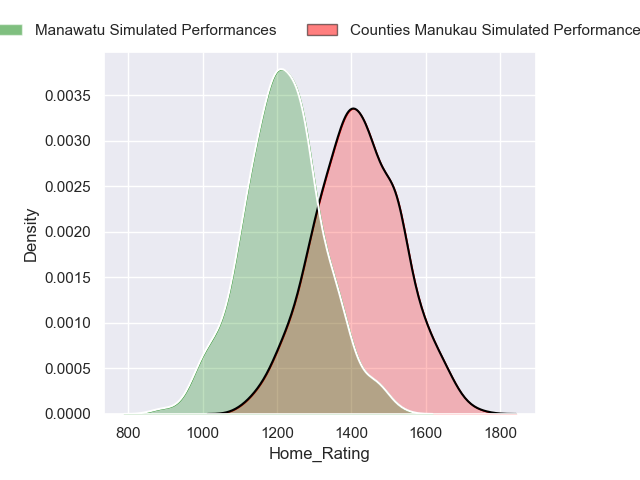 Manawatu Simulated Performances Counties Manukau Simulated Performance
0.0035
0.0030
0.0025
0.0020
0.0015
0.0010
0.0005
0.0000
Density
800 1000 1200 1400 1600 1800
Home_Rating